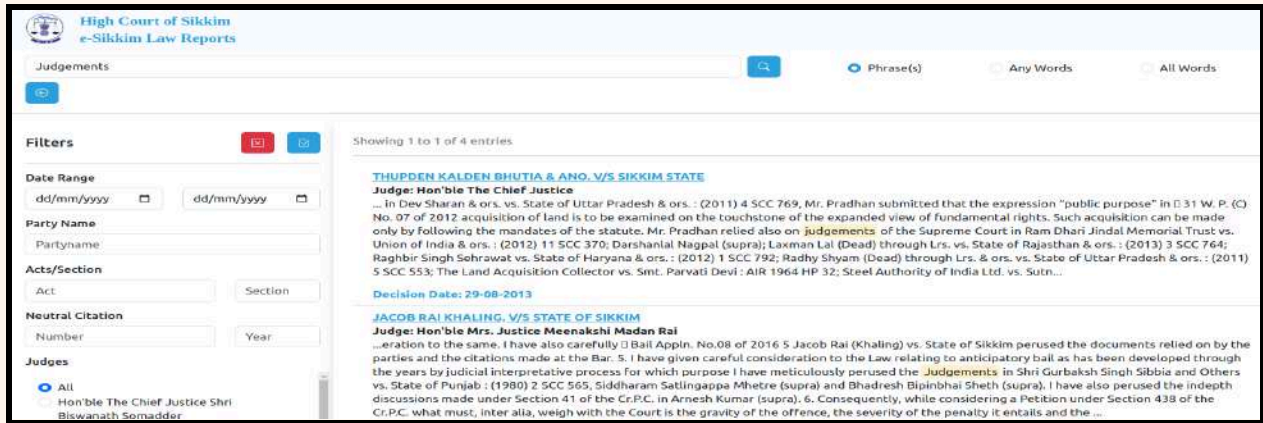 High Court of Sikkim
e-Sikkim Law Reports
Judgements
Phrase(s) Any Words All Words
Filters
Date Range
dd/mm/yyyy dd/mm/yyyy
Party Name
Partyname
Acts/Section
Act Section
Neutral Citation
Number Year
Judges
All
Hon'ble The Chief Justice Shri
Biswanath Somadder
Showing 1 to 1 of 4 entries
THUPDEN KALDEN BHUTIA & ANO. V/S SIKKIM STATE
Judge: Hon'ble The Chief Justice
... in Dev Sharan & ors. vs. State of Uttar Pradesh & ors. : (2011) 4 SCC 769, Mr. Pradhan submitted that the expression "public purpose" in 31 W. P. (C)
No. 07 of 2012 acquisition of land is to be examined on the touchstone of the expanded view of fundamental rights. Such acquisition can be made
only by following the mandates of the statute. Mr. Pradhan relied also on judgements of the Supreme Court in Ram Dhari Jindal Memorial Trust vs.
Union of India & ors. : (2012) 11 SCC 370; Darshanlal Nagpal (supra); Laxman Lal (Dead) through Lrs. vs. State of Rajasthan & ors. : (2013) 3 SCC 764;
Raghbir Singh Sehrawat vs. State of Haryana & ors. : (2012) 1 SCC 792; Radhy Shyam (Dead) through Lrs. & ors. vs. State of Uttar Pradesh & ors. : (2011)
5 SCC 553; The Land Acquisition Collector vs. Smt. Parvati Devi : AIR 1964 HP 32; Steel Authority of India Ltd. vs. Sutn...
Decision Date: 29-08-2013
JACOB RAI KHALING. V/S STATE OF SIKKIM
Judge: Hon'ble Mrs. Justice Meenakshi Madan Rai
...eration to the same. I have also carefully Bail Appln. No.08 of 2016 5 Jacob Rai (Khaling) vs. State of Sikkim perused the documents relied on by the
parties and the citations made at the Bar. 5. I have given careful consideration to the Law relating to anticipatory bail as has been developed through
the years by judicial interpretative process for which purpose I have meticulously perused the Judgements in Shri Gurbaksh Singh Sibbia and Others
vs. State of Punjab : (1980) 2 SCC 565, Siddharam Satlingappa Mhetre (supra) and Bhadresh Bipinbhai Sheth (supra). I have also perused the indepth
discussions made under Section 41 of the Cr.P.C. in Arnesh Kumar (supra). 6. Consequently, while considering a Petition under Section 438 of the
Cr.P.C. what must, inter alia, weigh with the Court is the gravity of the offence, the severity of the penalty it entails and the ...